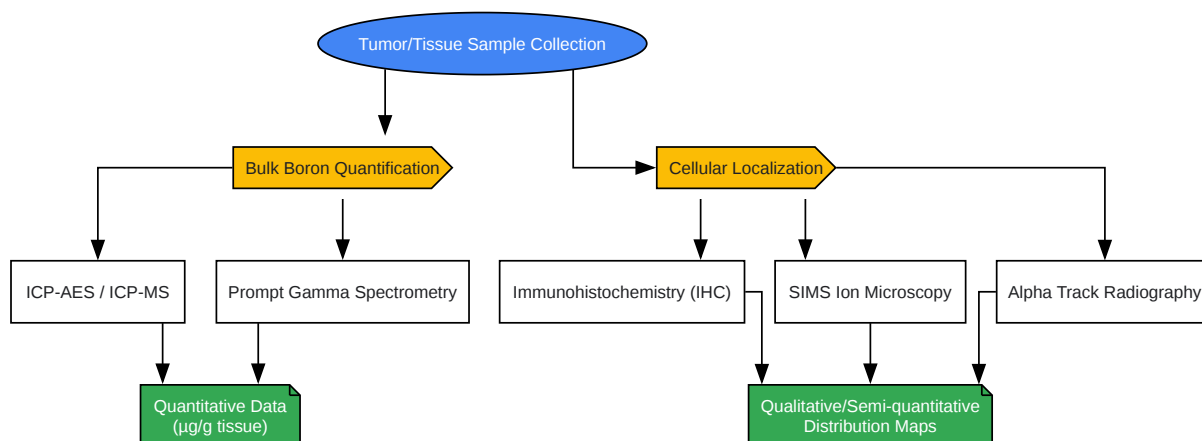 Tumor/Tissue Sample Collection
Bulk Boron Quantification
Cellular Localization
ICP-AES / ICP-MS
Prompt Gamma Spectrometry
Immunohistochemistry (IHC)
SIMS Ion Microscopy
Alpha Track Radiography
Quantitative Data
(µg/g tissue)
Qualitative/Semi-quantitative
Distribution Maps